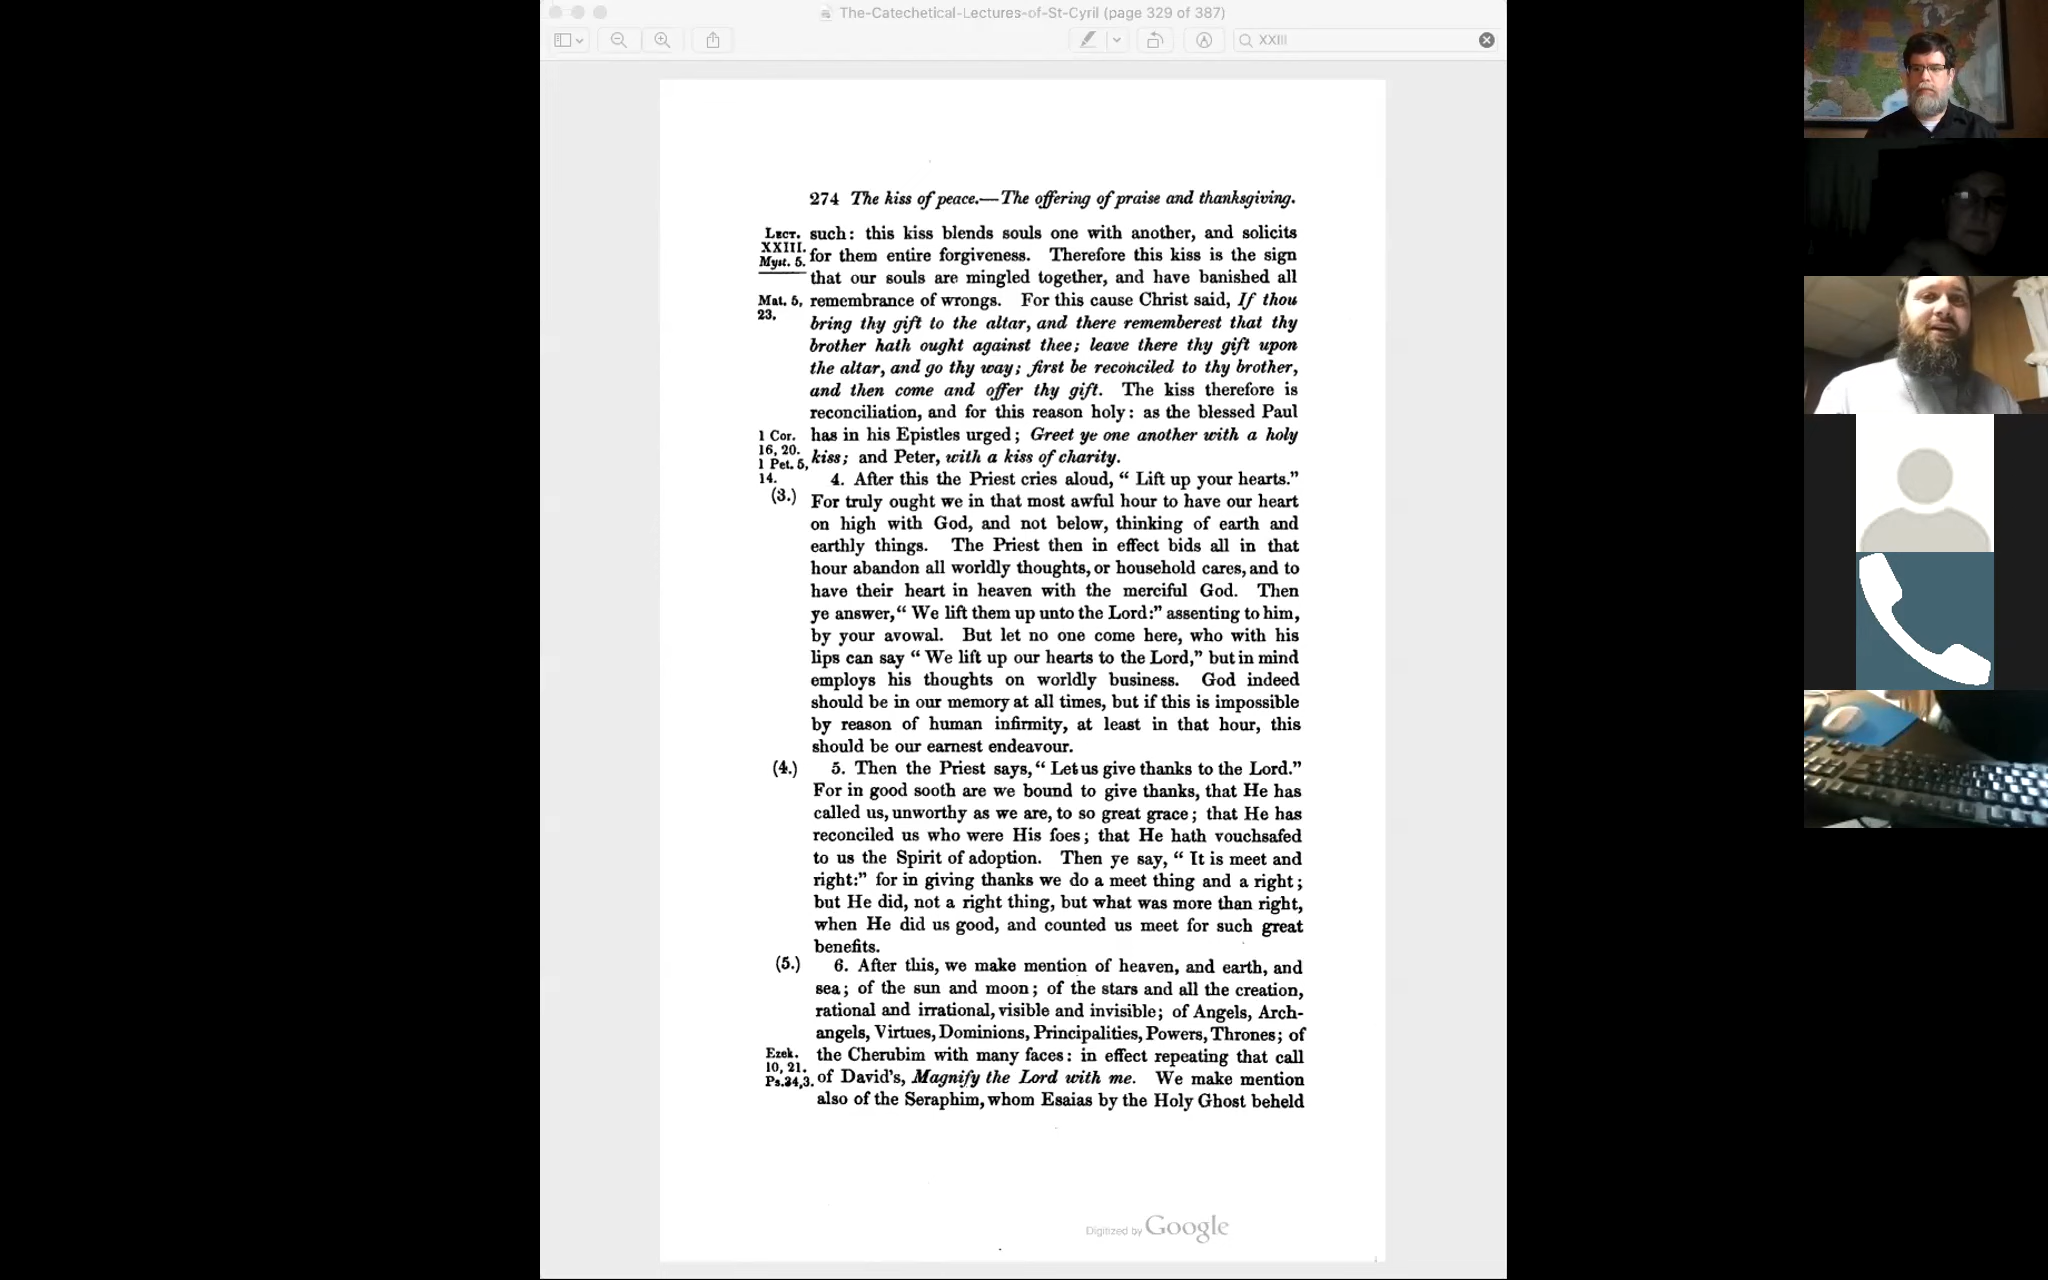 The-Catechetical-Lectures-of-St-Cyril (page 329 of 387)
XXIII
274 The kiss of peace.—The offering of praise and thanksgiving.
Lect. XXIII. Myst. 5.
such: this kiss blends souls one with another, and solicits
for them entire forgiveness. Therefore this kiss is the sign
that our souls are mingled together, and have banished all
Mat. 5, 23.
remembrance of wrongs. For this cause Christ said, If thou
bring thy gift to the altar, and there rememberest that thy
brother hath ought against thee; leave there thy gift upon
the altar, and go thy way; first be reconciled to thy brother,
and then come and offer thy gift. The kiss therefore is
reconciliation, and for this reason holy: as the blessed Paul
1 Cor. 16, 20.
has in his Epistles urged; Greet ye one another with a holy
1 Pet. 5, 14.
kiss; and Peter, with a kiss of charity.
(3.)
4. After this the Priest cries aloud, “ Lift up your hearts.”
For truly ought we in that most awful hour to have our heart
on high with God, and not below, thinking of earth and
earthly things. The Priest then in effect bids all in that
hour abandon all worldly thoughts, or household cares, and to
have their heart in heaven with the merciful God. Then
ye answer, “ We lift them up unto the Lord:” assenting to him,
by your avowal. But let no one come here, who with his
lips can say “ We lift up our hearts to the Lord,” but in mind
employs his thoughts on worldly business. God indeed
should be in our memory at all times, but if this is impossible
by reason of human infirmity, at least in that hour, this
should be our earnest endeavour.
(4.)
5. Then the Priest says, “ Let us give thanks to the Lord.”
For in good sooth are we bound to give thanks, that He has
called us, unworthy as we are, to so great grace; that He has
reconciled us who were His foes; that He hath vouchsafed
to us the Spirit of adoption. Then ye say, “ It is meet and
right:” for in giving thanks we do a meet thing and a right;
but He did, not a right thing, but what was more than right,
when He did us good, and counted us meet for such great
benefits.
(5.)
6. After this, we make mention of heaven, and earth, and
sea; of the sun and moon; of the stars and all the creation,
rational and irrational, visible and invisible; of Angels, Arch-
angels, Virtues, Dominions, Principalities, Powers, Thrones; of
Ezek. 10, 21.
the Cherubim with many faces: in effect repeating that call
Ps. 34, 3.
of David's, Magnify the Lord with me. We make mention
also of the Seraphim, whom Esaias by the Holy Ghost beheld
Digitized by Google